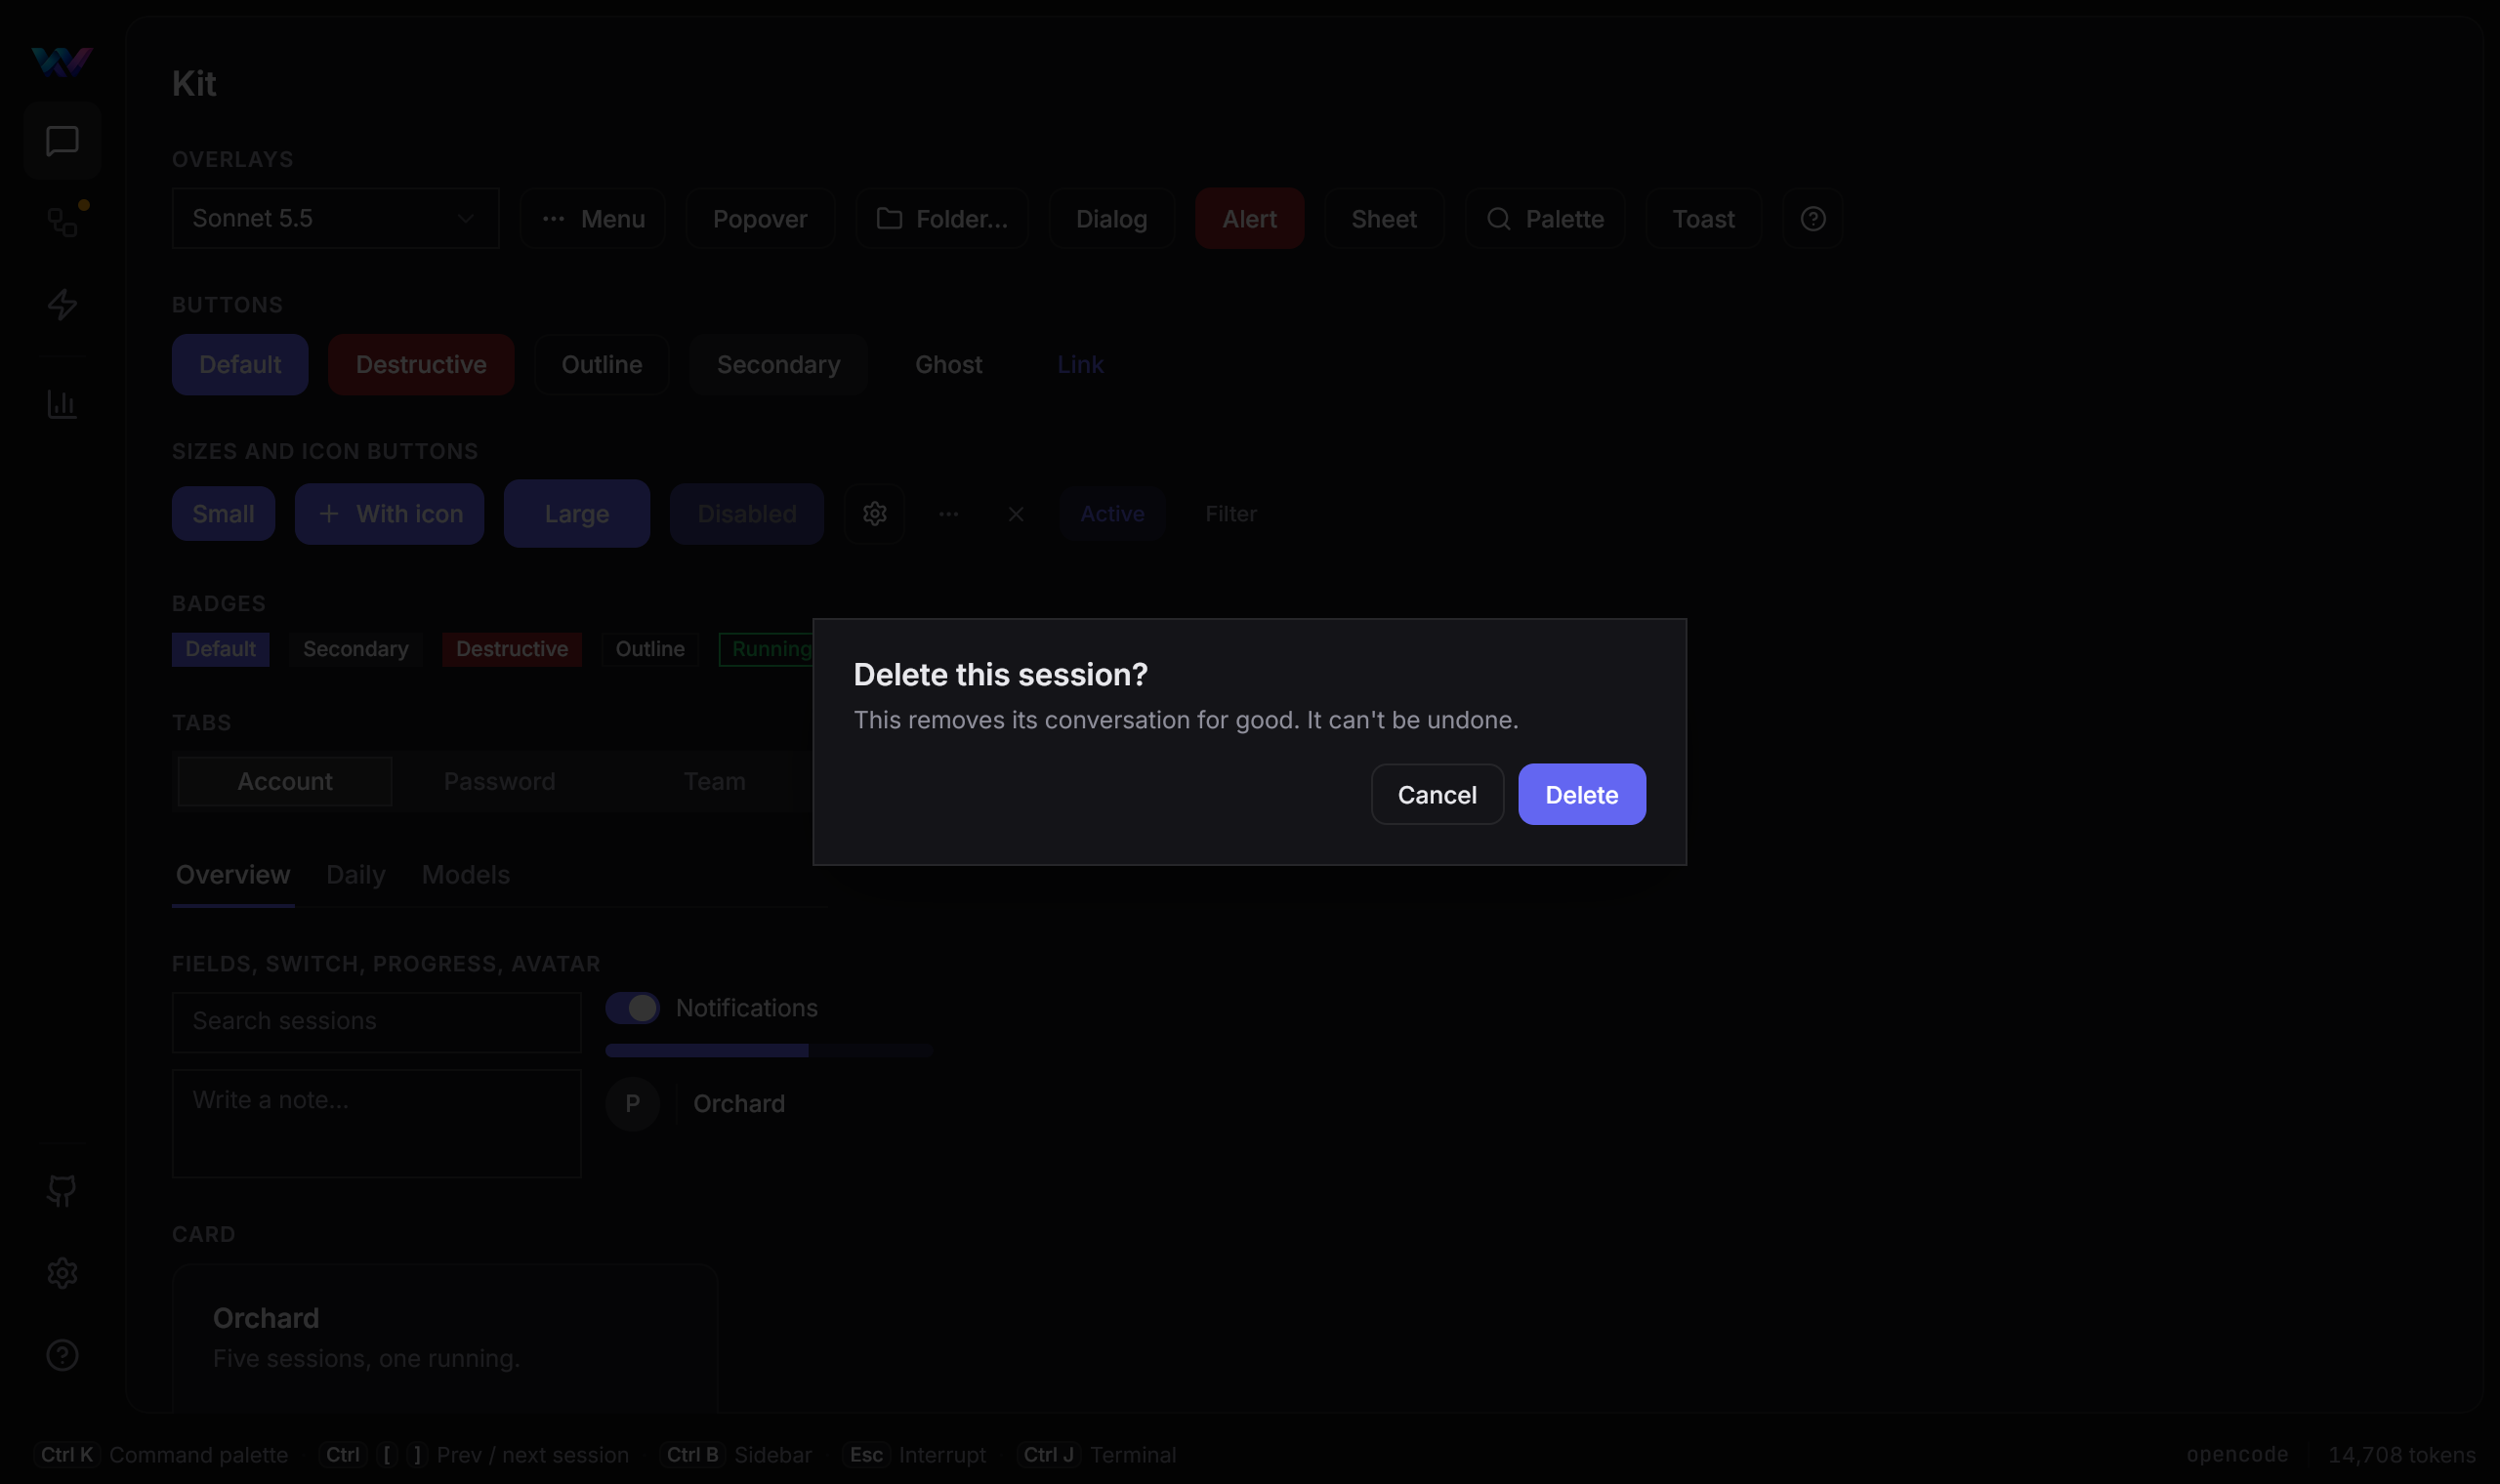 Kit
OVERLAYS
Sonnet 5.5 Menu Popover Folder... Dialog Alert Sheet Palette Toast
BUTTONS
Default Destructive Outline Secondary Ghost Link
SIZES AND ICON BUTTONS
Small With icon Large Disabled Active Filter
BADGES
Default Secondary Destructive Outline Running
Delete this session?
This removes its conversation for good. It can't be undone.
Cancel Delete
TABS
Account Password Team
Overview Daily Models
FIELDS, SWITCH, PROGRESS, AVATAR
Search sessions
Notifications
Write a note...
P Orchard
CARD
Orchard
Five sessions, one running.
Ctrl K Command palette Ctrl [ ] Prev / next session Ctrl B Sidebar Esc Interrupt Ctrl J Terminal opencode 14,708 tokens